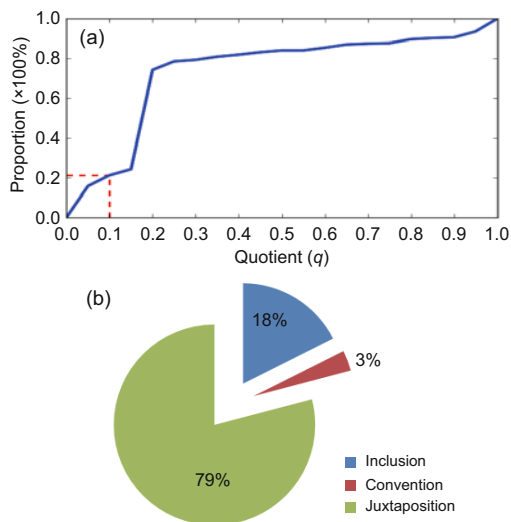 (a)
Proportion (×100%)
1.0
0.8
0.6
0.4
0.2
0.0
0.0 0.1 0.2 0.3 0.4 0.5 0.6 0.7 0.8 0.9 1.0
Quotient (q)
(b)
18%
3%
79%
Inclusion
Convention
Juxtaposition